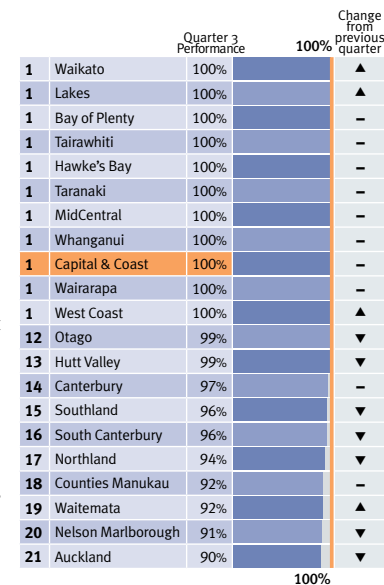 Quarter 3
Performance
100%
Change
from
previous
quarter
1 Waikato 100% ▲
1 Lakes 100% ▲
1 Bay of Plenty 100% –
1 Tairawhiti 100% –
1 Hawke's Bay 100% –
1 Taranaki 100% –
1 MidCentral 100% –
1 Whanganui 100% –
1 Capital & Coast 100% –
1 Wairarapa 100% –
1 West Coast 100% ▲
12 Otago 99% ▼
13 Hutt Valley 99% ▼
14 Canterbury 97% –
15 Southland 96% ▼
16 South Canterbury 96% ▼
17 Northland 94% ▼
18 Counties Manukau 92% –
19 Waitemata 92% ▲
20 Nelson Marlborough 91% ▼
21 Auckland 90% ▼
100%